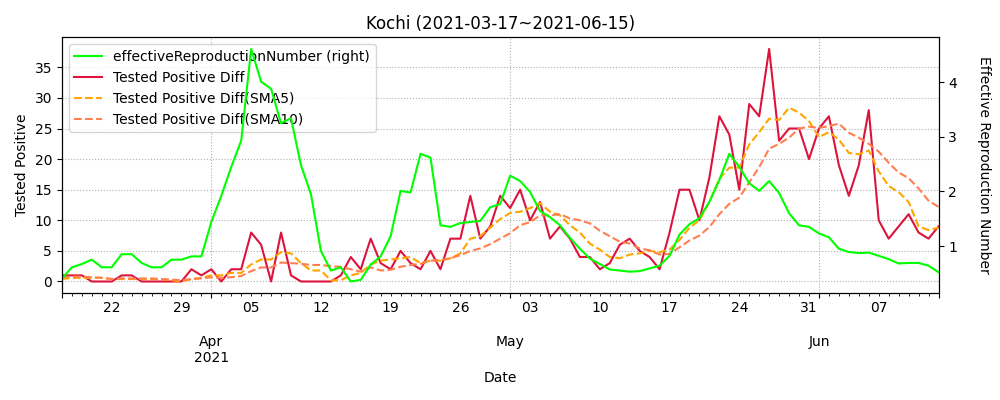 Kochi (2021-03-17~2021-06-15)
effectiveReproductionNumber (right)
Tested Positive Diff
Tested Positive Diff(SMA5)
Tested Positive Diff(SMA10)
Tested Positive
35
30
25
20
15
10
5
0
4
3
2
1
Effective Reproduction Number
22 29 05 12 19 26 03 10 17 24 31 07
Apr May Jun
2021
Date